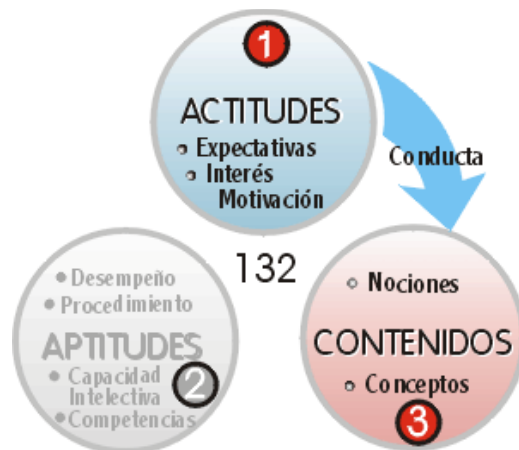 1
ACTITUDES
Expectativas
Interés
Motivación
Conducta
132
Desempeño
Procedimiento
APTITUDES
Capacidad
Intelectiva
2
Competencias
Nociones
CONTENIDOS
Conceptos
3